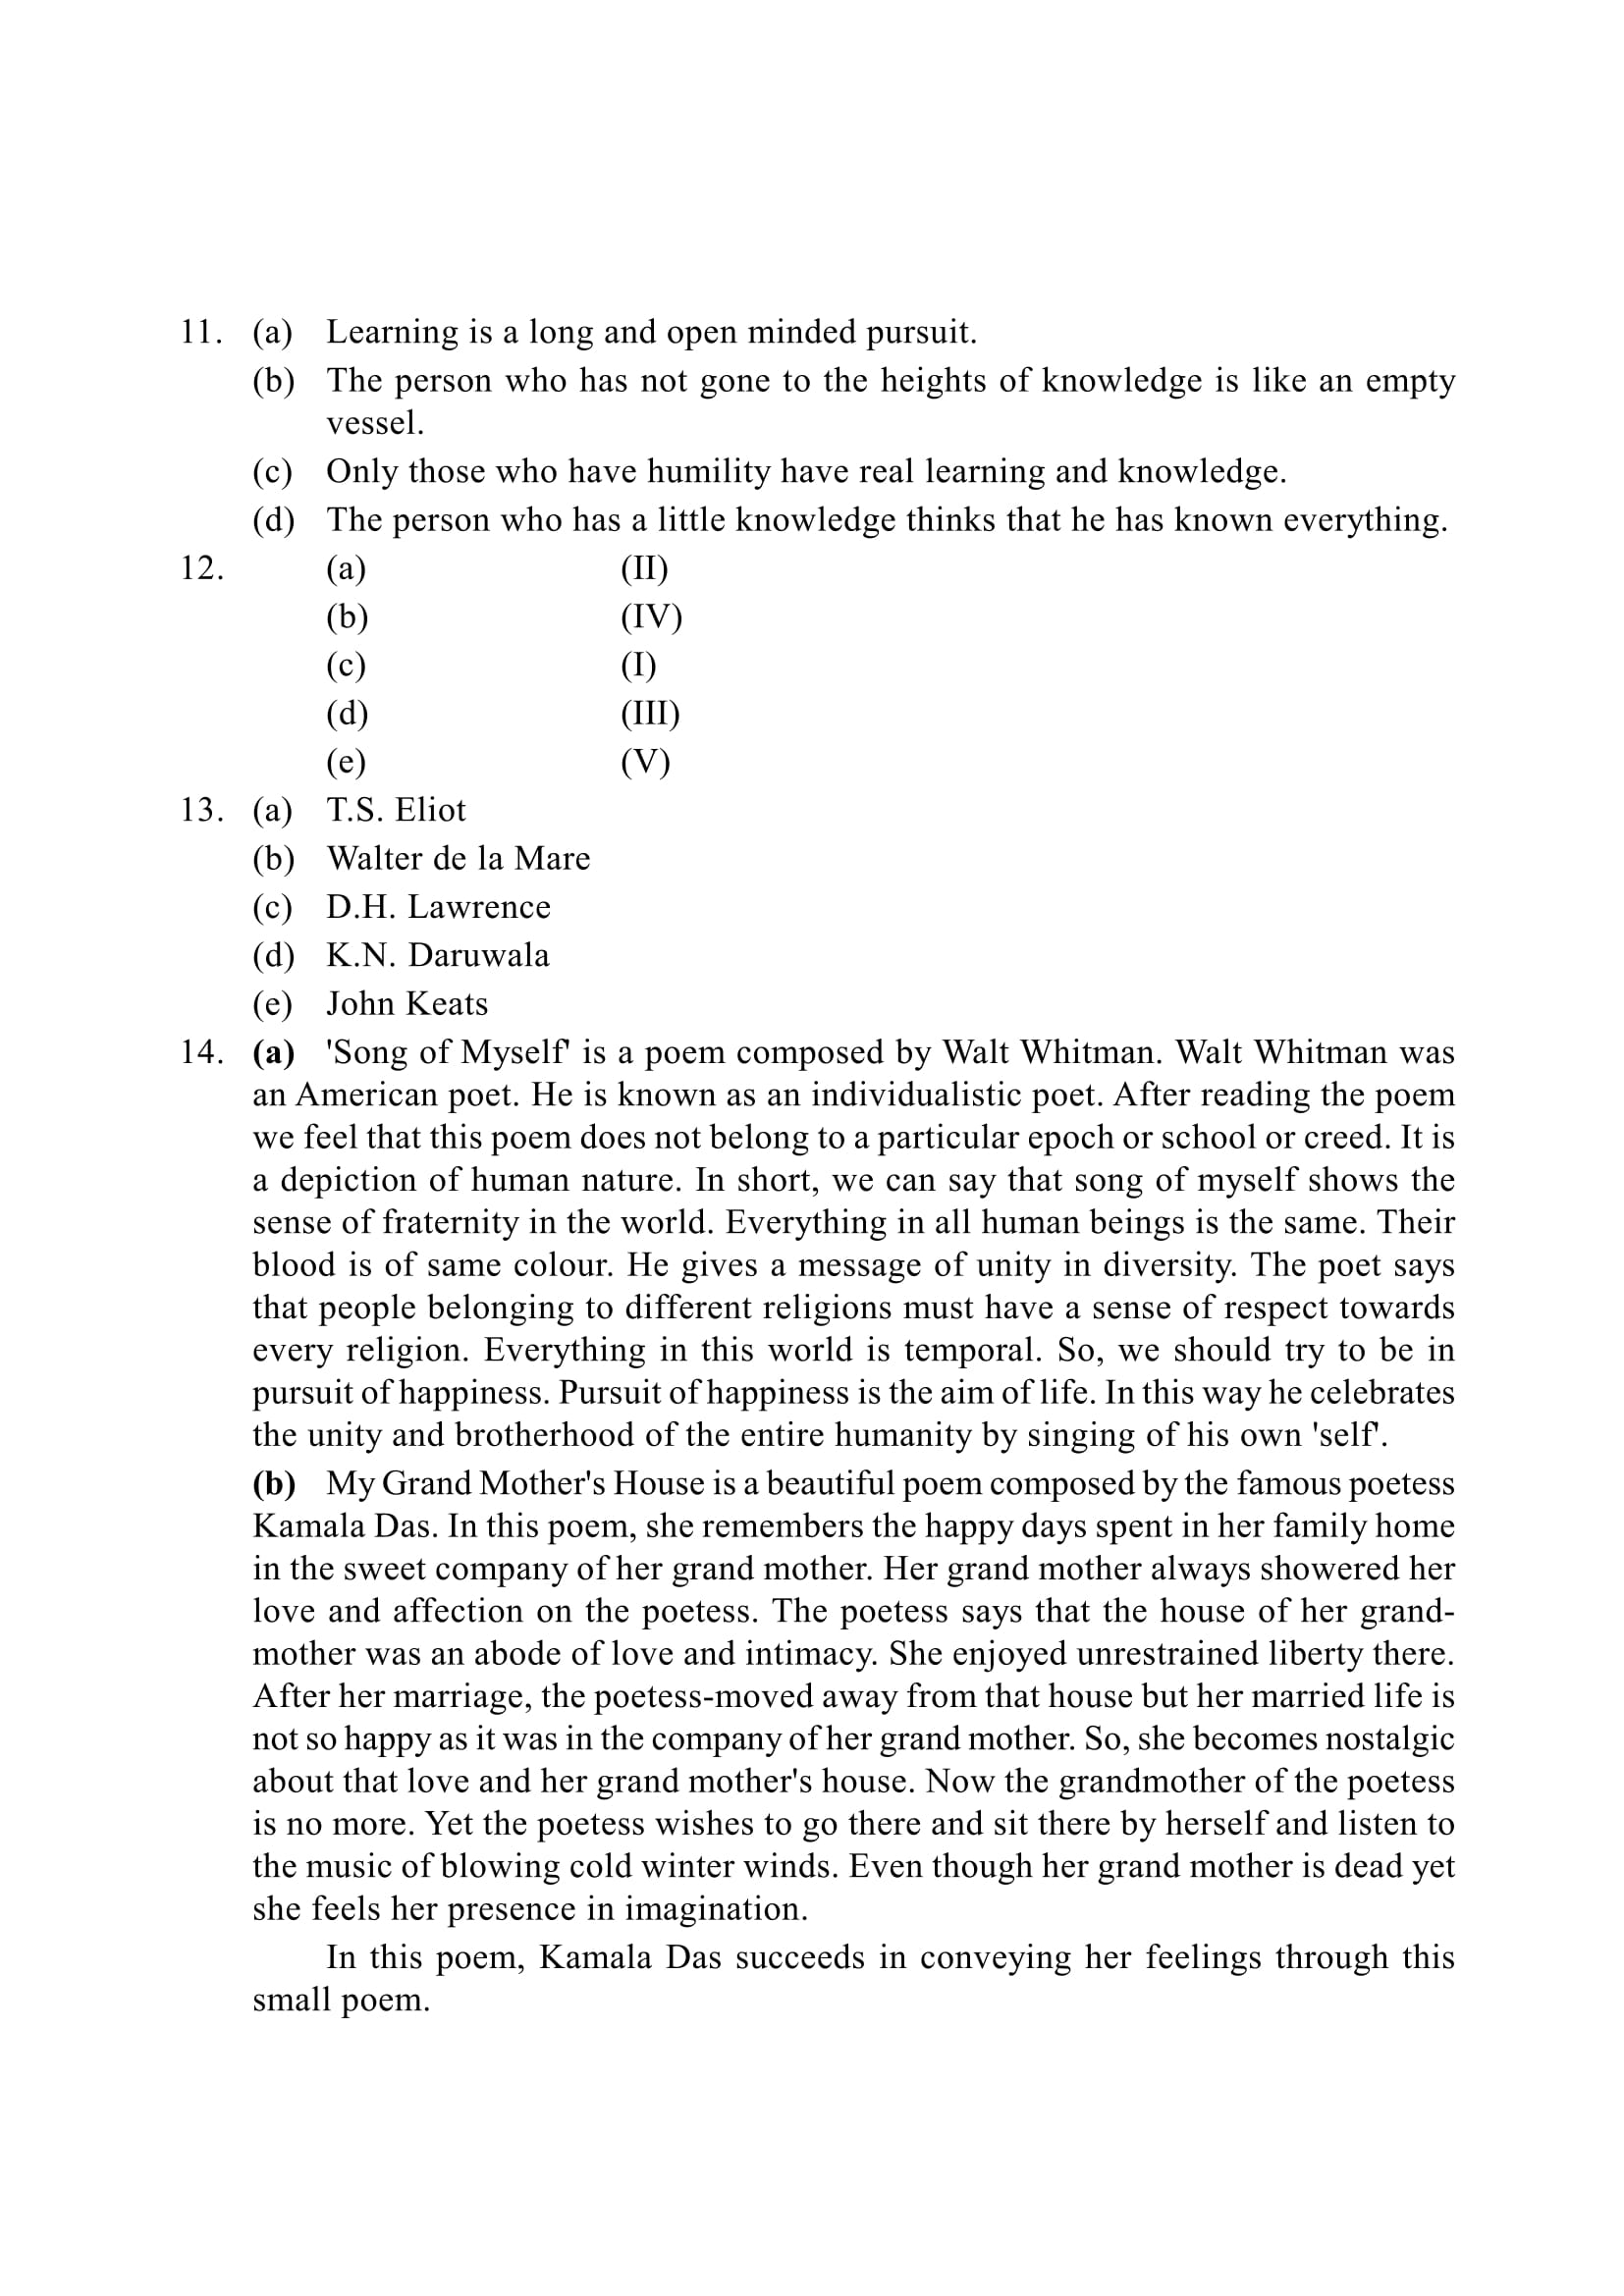 11. (a) Learning is a long and open minded pursuit.
(b) The person who has not gone to the heights of knowledge is like an empty
vessel.
(c) Only those who have humility have real learning and knowledge.
(d) The person who has a little knowledge thinks that he has known everything.
12. (a) (II)
(b) (IV)
(c) (I)
(d) (III)
(e) (V)
13. (a) T.S. Eliot
(b) Walter de la Mare
(c) D.H. Lawrence
(d) K.N. Daruwala
(e) John Keats
14. (a) 'Song of Myself' is a poem composed by Walt Whitman. Walt Whitman was
an American poet. He is known as an individualistic poet. After reading the poem
we feel that this poem does not belong to a particular epoch or school or creed. It is
a depiction of human nature. In short, we can say that song of myself shows the
sense of fraternity in the world. Everything in all human beings is the same. Their
blood is of same colour. He gives a message of unity in diversity. The poet says
that people belonging to different religions must have a sense of respect towards
every religion. Everything in this world is temporal. So, we should try to be in
pursuit of happiness. Pursuit of happiness is the aim of life. In this way he celebrates
the unity and brotherhood of the entire humanity by singing of his own 'self'.
(b) My Grand Mother's House is a beautiful poem composed by the famous poetess
Kamala Das. In this poem, she remembers the happy days spent in her family home
in the sweet company of her grand mother. Her grand mother always showered her
love and affection on the poetess. The poetess says that the house of her grand-
mother was an abode of love and intimacy. She enjoyed unrestrained liberty there.
After her marriage, the poetess-moved away from that house but her married life is
not so happy as it was in the company of her grand mother. So, she becomes nostalgic
about that love and her grand mother's house. Now the grandmother of the poetess
is no more. Yet the poetess wishes to go there and sit there by herself and listen to
the music of blowing cold winter winds. Even though her grand mother is dead yet
she feels her presence in imagination.
In this poem, Kamala Das succeeds in conveying her feelings through this
small poem.